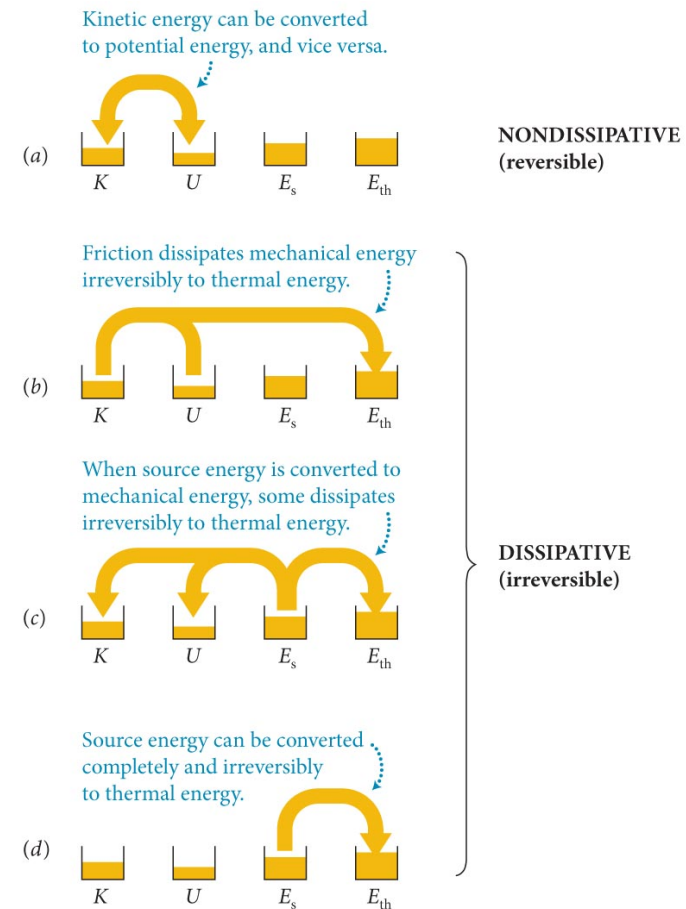 Kinetic energy can be converted
to potential energy, and vice versa.
(a)
K U Es Eth
NONDISSIPATIVE
(reversible)
Friction dissipates mechanical energy
irreversibly to thermal energy.
(b)
K U Es Eth
When source energy is converted to
mechanical energy, some dissipates
irreversibly to thermal energy.
(c)
K U Es Eth
DISSIPATIVE
(irreversible)
Source energy can be converted
completely and irreversibly
to thermal energy.
(d)
K U Es Eth